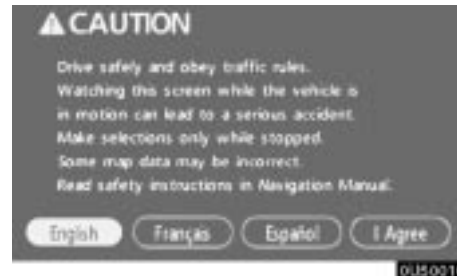 CAUTION
Drive safely and obey traffic rules.
Watching this screen while the vehicle is
in motion can lead to a serious accident.
Make selections only while stopped.
Some map data may be incorrect.
Read safety instructions in Navigation Manual.
English Français Español I Agree
0U5001